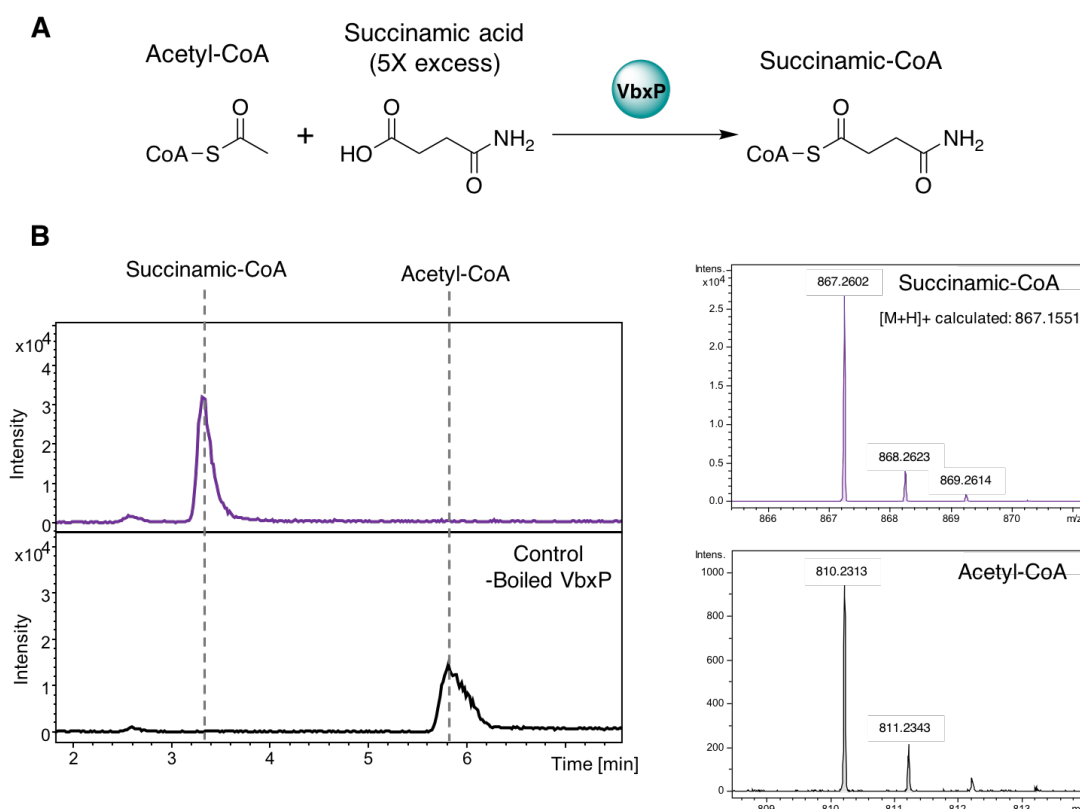 A
Acetyl-CoA
Succinamic acid
(5X excess)
VbxP
Succinamic-CoA
CoA–S
O
+
HO
O
NH2
O
CoA–S
O
NH2
O
B
Succinamic-CoA
Acetyl-CoA
x10^4
4
3
2
1
0
Intensity
x10^4
3
2
1
0
Intensity
Control
-Boiled VbxP
2 3 4 5 6 Time [min]
Intens.
x10^4
867.2602
Succinamic-CoA
[M+H]+ calculated: 867.1551
2.5
2.0
1.5
1.0
0.5
0.0
868.2623
869.2614
866 867 868 869 870
Intens.
1000
800
600
400
200
0
810.2313
Acetyl-CoA
811.2343
809 810 811 812 813